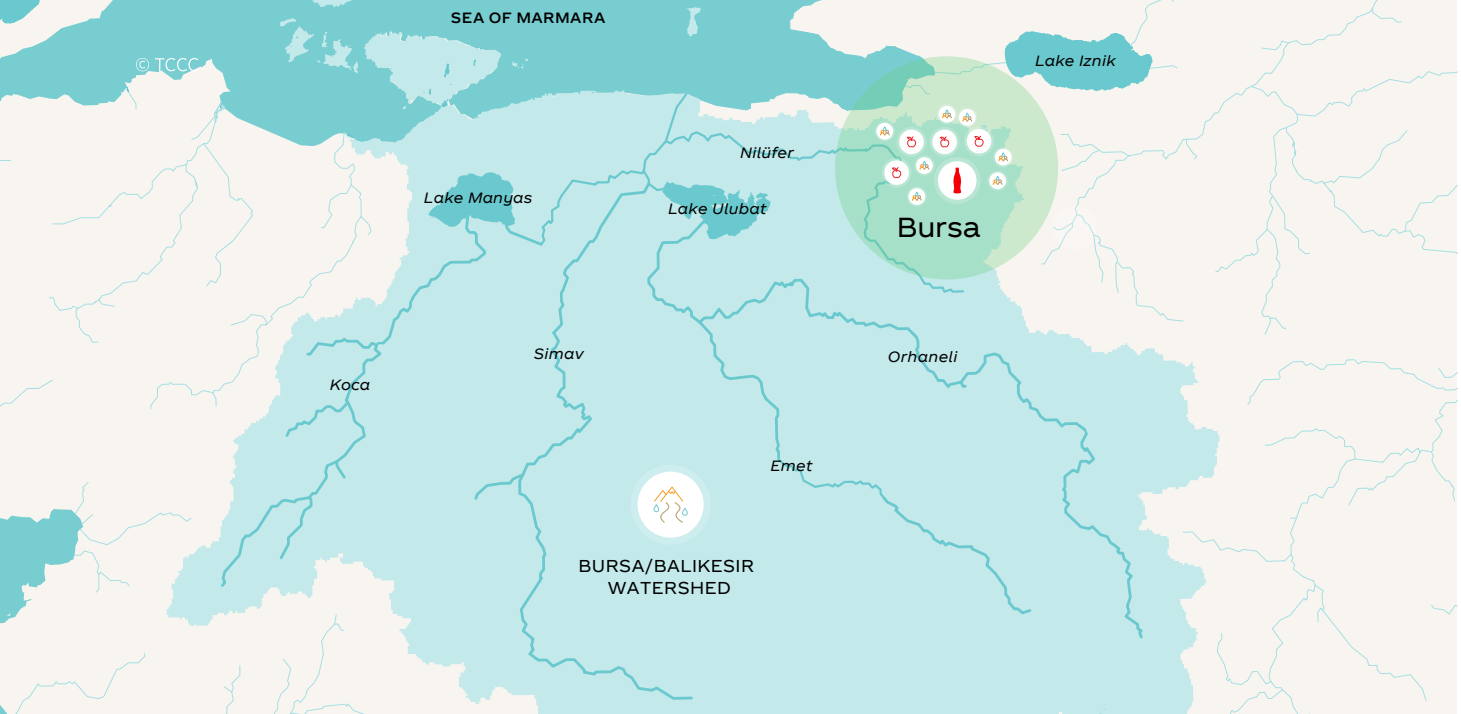 SEA OF MARMARA
© TCCC
Lake Iznik
Nilüfer
Lake Manyas
Lake Ulubat
Bursa
Simav
Orhaneli
Koca
Emet
BURSA/BALIKESIR
WATERSHED